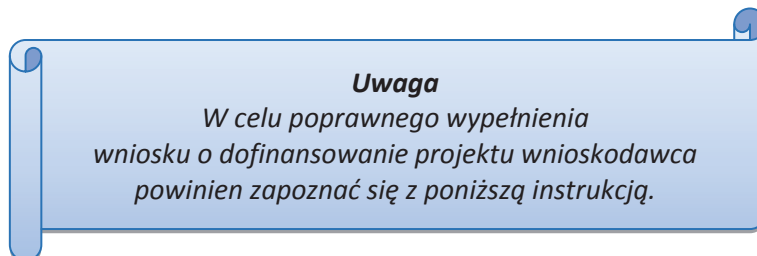 Uwaga
W celu poprawnego wypełnienia
wniosku o dofinansowanie projektu wnioskodawca
powinien zapoznać się z poniższą instrukcją.